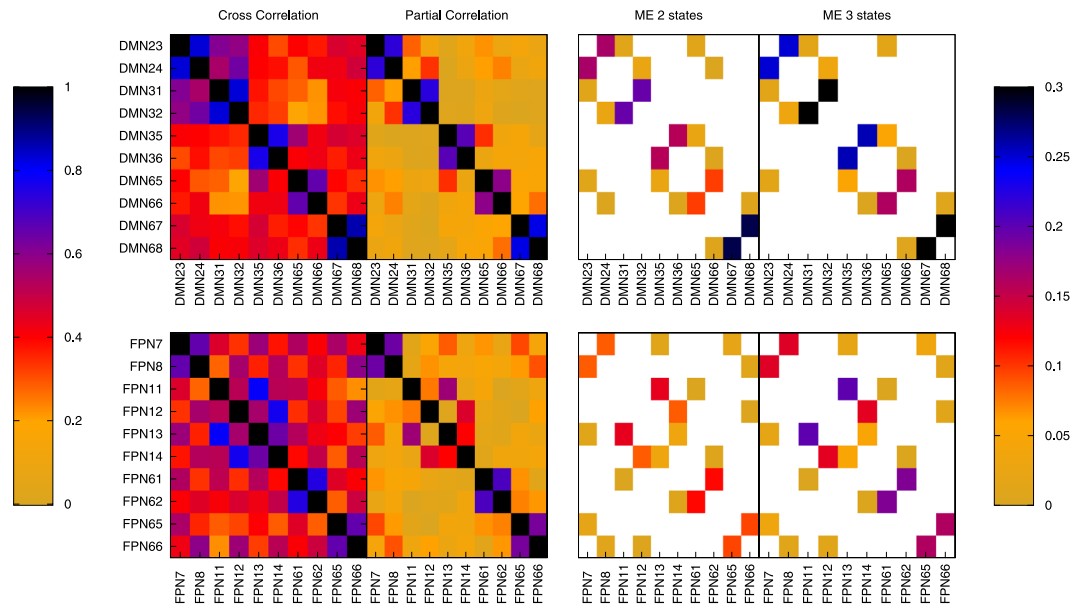 Cross Correlation Partial Correlation ME 2 states ME 3 states
DMN23
DMN24
DMN31
DMN32
DMN35
DMN36
DMN65
DMN66
DMN67
DMN68
DMN23 DMN24 DMN31 DMN32 DMN35 DMN36 DMN65 DMN66 DMN67 DMN68 DMN23 DMN24 DMN31 DMN32 DMN35 DMN36 DMN65 DMN66 DMN67 DMN68 DMN23 DMN24 DMN31 DMN32 DMN35 DMN36 DMN65 DMN66 DMN67 DMN68 DMN23 DMN24 DMN31 DMN32 DMN35 DMN36 DMN65 DMN66 DMN67 DMN68
FPN7
FPN8
FPN11
FPN12
FPN13
FPN14
FPN61
FPN62
FPN65
FPN66
FPN7 FPN8 FPN11 FPN12 FPN13 FPN14 FPN61 FPN62 FPN65 FPN66 FPN7 FPN8 FPN11 FPN12 FPN13 FPN14 FPN61 FPN62 FPN65 FPN66 FPN7 FPN8 FPN11 FPN12 FPN13 FPN14 FPN61 FPN62 FPN65 FPN66 FPN7 FPN8 FPN11 FPN12 FPN13 FPN14 FPN61 FPN62 FPN65 FPN66
1
0.8
0.6
0.4
0.2
0
0.3
0.25
0.2
0.15
0.1
0.05
0